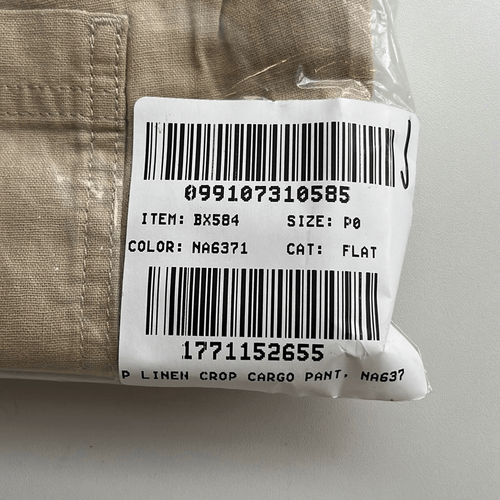 099107310585
ITEM: BX584 SIZE: P0
COLOR: NA6371 CAT: FLAT
1771152655
P LINEN CROP CARGO PANT, NA637